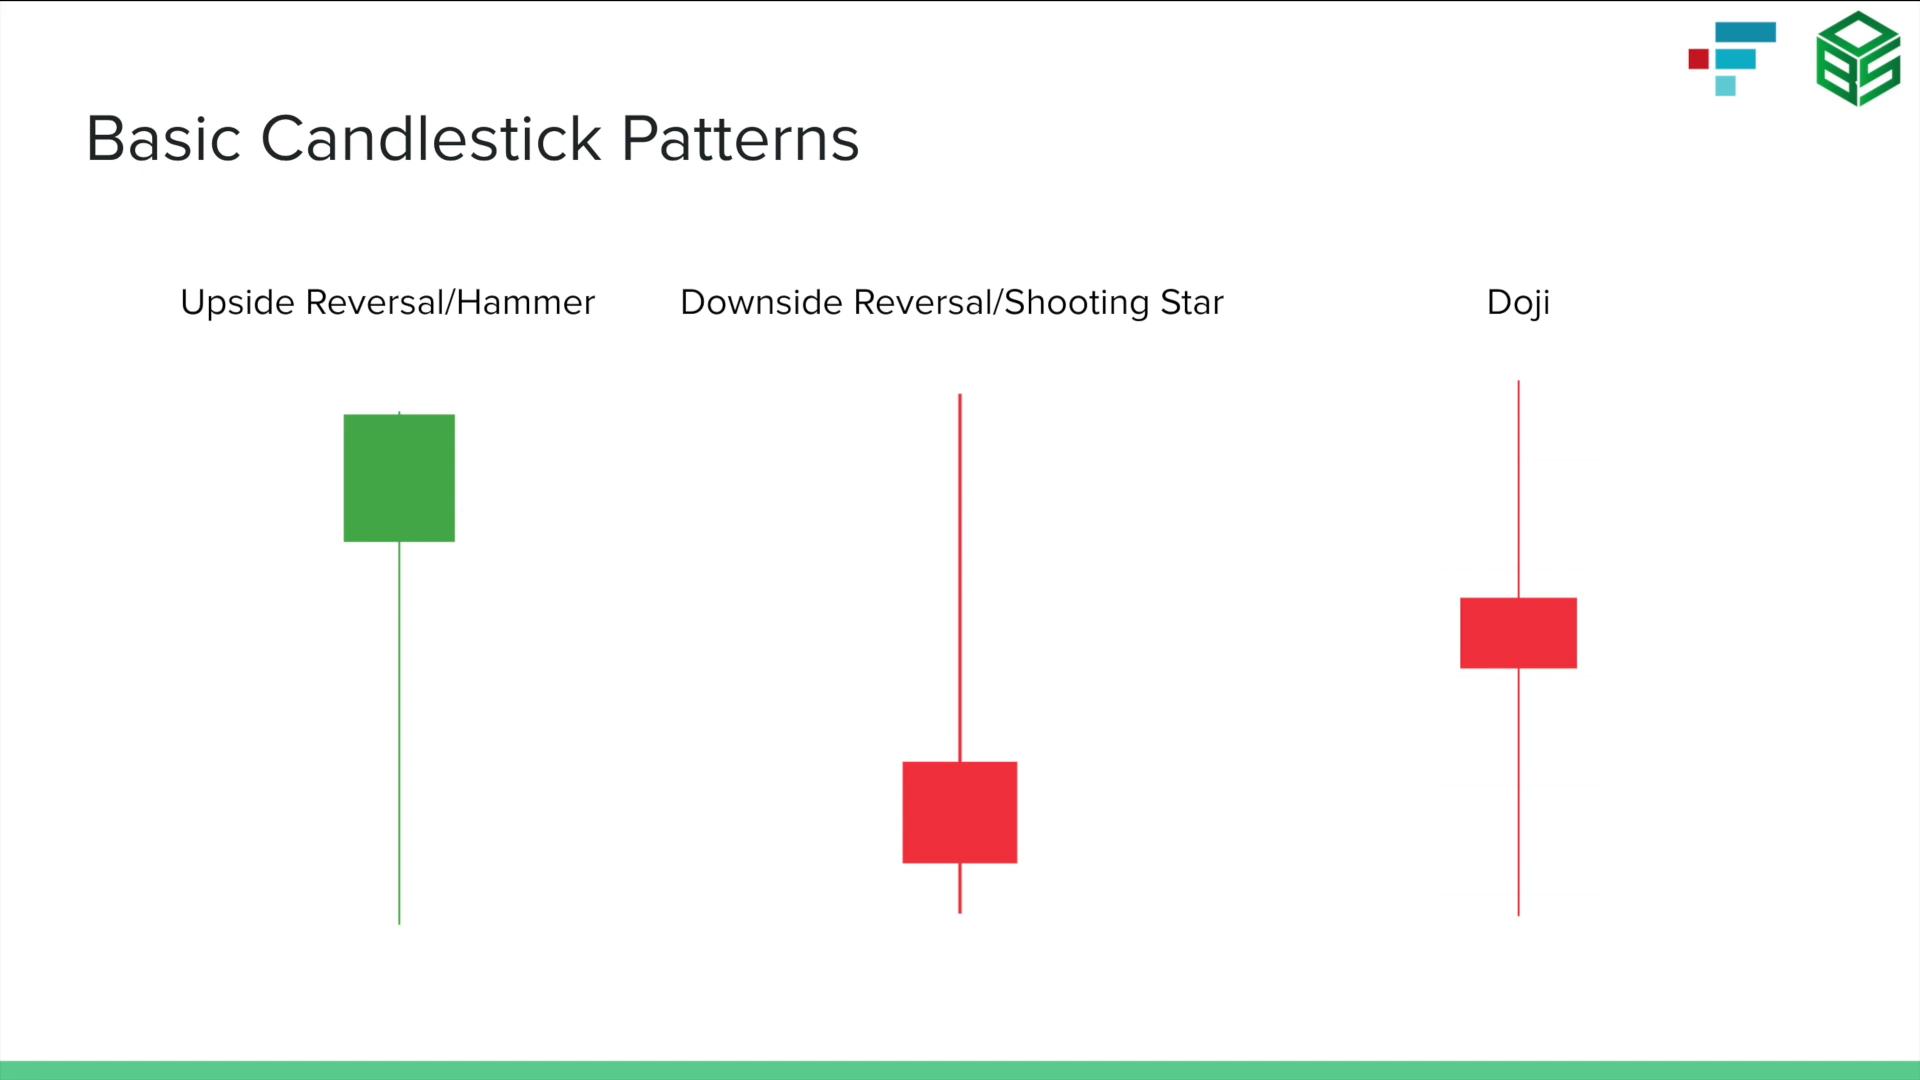 Basic Candlestick Patterns
Upside Reversal/Hammer
Downside Reversal/Shooting Star
Doji